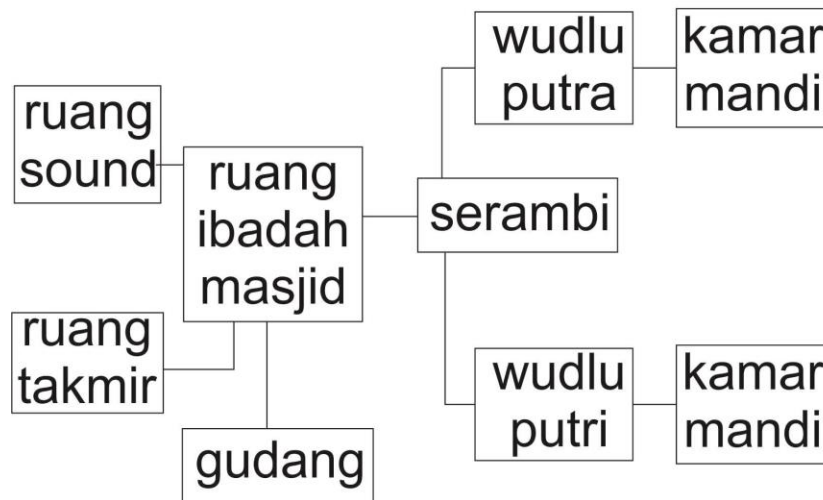 ruang
sound
ruang
ibadah
masjid
ruang
takmir
gudang
serambi
wudlu
putra
kamar
mandi
wudlu
putri
kamar
mandi